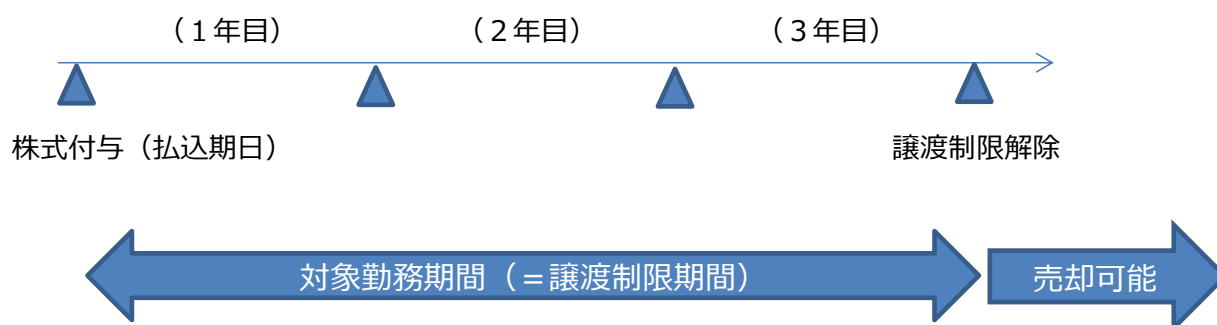 （１年目）
（２年目）
（３年目）
株式付与（払込期日）
譲渡制限解除
対象勤務期間（＝譲渡制限期間）
売却可能